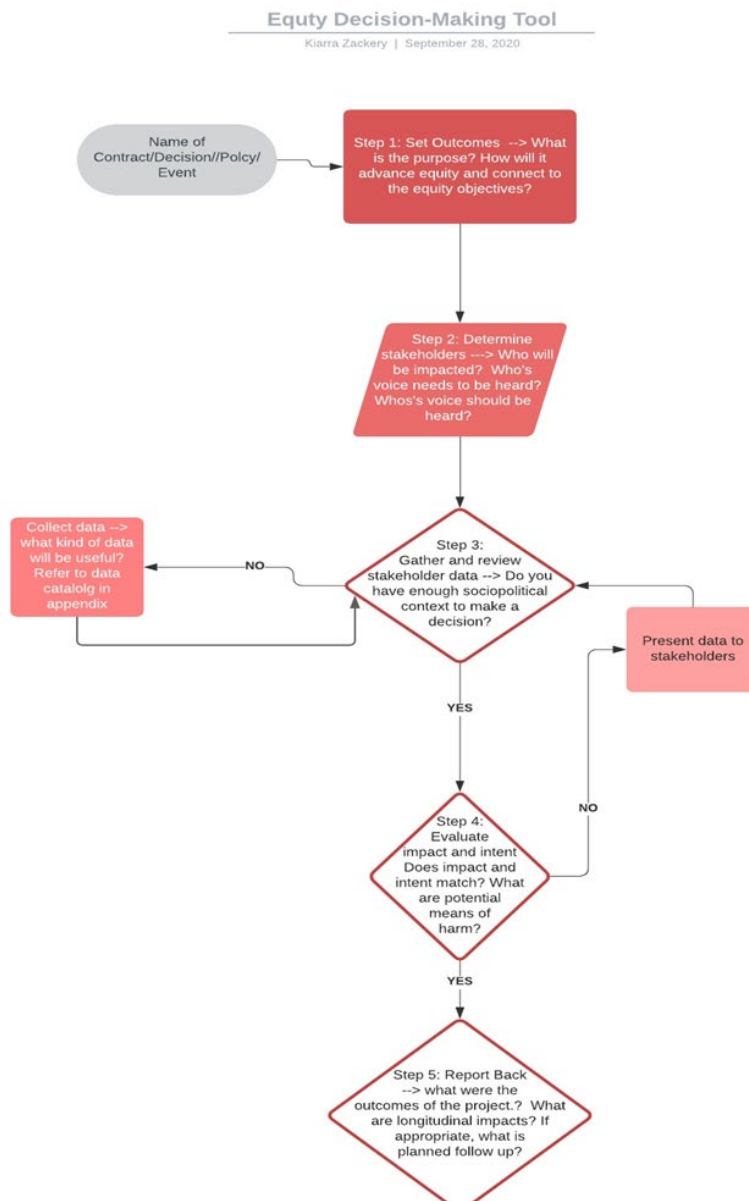 Equty Decision-Making Tool
Kiarra Zackery | September 28, 2020
Name of
Contract/Decision//Polcy/
Event
Step 1: Set Outcomes --> What
is the purpose? How will it
advance equity and connect to
the equity objectives?
Step 2: Determine
stakeholders ---> Who will
be impacted? Who's
voice needs to be heard?
Whos's voice should be
heard?
Step 3:
Gather and review
stakeholder data --> Do you
have enough sociopolitical
context to make a
decision?
NO
Collect data -->
what kind of data
will be useful?
Refer to data
catalolg in
appendix
Present data to
stakeholders
YES
NO
Step 4:
Evaluate
impact and intent
Does impact and
intent match? What
are potential
means of
harm?
YES
Step 5: Report Back
--> what were the
outcomes of the project.? What
are longitudinal impacts? If
appropriate, what is
planned follow up?